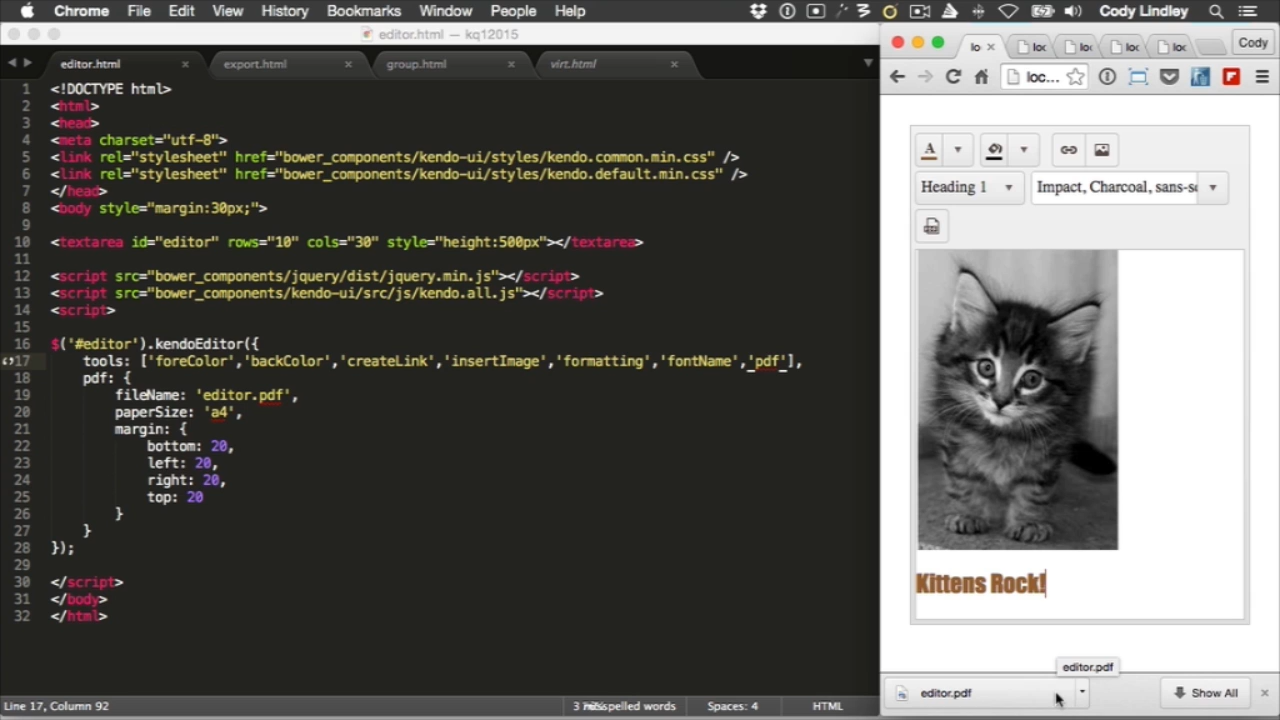 Chrome File Edit View History Bookmarks Window People Help Cody Lindley
editor.html — kq12015
editor.html export.html group.html virt.html
1 <!DOCTYPE html>
2 <html>
3 <head>
4 <meta charset="utf-8">
5 <link rel="stylesheet" href="bower_components/kendo-ui/styles/kendo.common.min.css" />
6 <link rel="stylesheet" href="bower_components/kendo-ui/styles/kendo.default.min.css" />
7 </head>
8 <body style="margin:30px;">
9
10 <textarea id="editor" rows="10" cols="30" style="height:500px"></textarea>
11
12 <script src="bower_components/jquery/dist/jquery.min.js"></script>
13 <script src="bower_components/kendo-ui/src/js/kendo.all.js"></script>
14 <script>
15
16 $('#editor').kendoEditor({
17 tools: ['foreColor','backColor','createLink','insertImage','formatting','fontName','pdf'],
18 pdf: {
19 fileName: 'editor.pdf',
20 paperSize: 'a4',
21 margin: {
22 bottom: 20,
23 left: 20,
24 right: 20,
25 top: 20
26 }
27 }
28 });
29
30 </script>
31 </body>
32 </html>
Line 17, Column 92 misspelled words Spaces: 4 HTML
lo loc loc loc loc Cody
loc...
A
Heading 1 Impact, Charcoal, sans-se
Kittens Rock!
editor.pdf
editor.pdf Show All